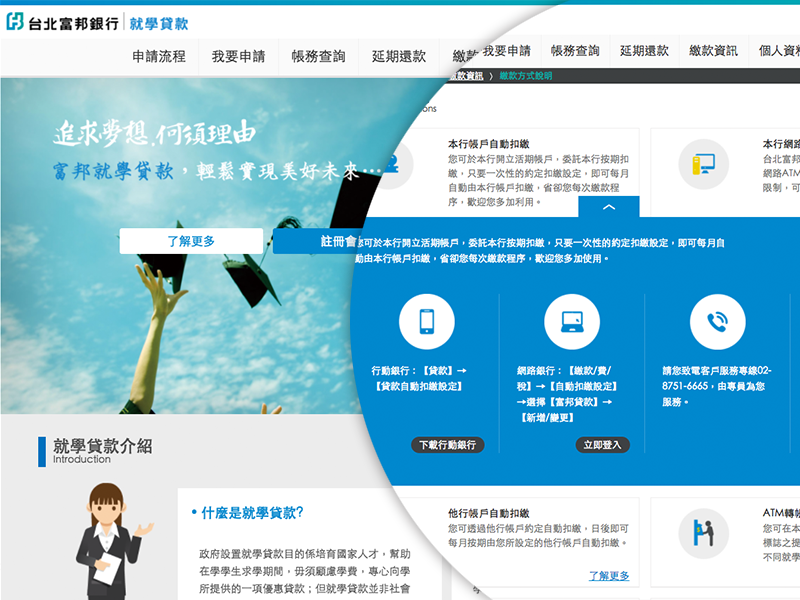 台北富邦銀行 就學貸款
申請流程 我要申請 帳務查詢 延期還款 繳款
我要申請 帳務查詢 延期還款 繳款資訊 個人資料
繳款資訊 〉 繳款方式說明
追求夢想，何須理由
富邦就學貸款，輕鬆實現美好未來…
了解更多
註冊會
就學貸款介紹
Introduction
• 什麼是就學貸款?
政府設置就學貸款目的係培育國家人才，幫助
在學學生求學期間，毋須顧慮學費，專心向學
所提供的一項優惠貸款；但就學貸款並非社會
ons
本行帳戶自動扣繳
您可於本行開立活期帳戶，委託本行按期扣
繳，只要一次性的約定扣繳設定，即可每月
自動由本行帳戶扣繳，省卻您每次繳款程
序，歡迎您多加利用。
本行網
台北富
網路ATM
限制，可
您可於本行開立活期帳戶，委託本行按期扣繳，只要一次性的約定扣繳設定，即可每月自
動由本行帳戶扣繳，省卻您每次繳款程序，歡迎您多加使用。
行動銀行：【貸款】→
【貸款自動扣繳設定】
下載行動銀行
網路銀行：【繳款/費/
稅】→【自動扣繳設定】
→選擇【富邦貸款】→
【新增/變更】
立即登入
請您致電客戶服務專線02-
8751-6665，由專員為您
服務。
他行帳戶自動扣繳
您可透過他行帳戶約定自動扣繳，日後即可
每月按期由您所設定的他行帳戶自動扣繳。
了解更多
ATM轉帳
您可在本
標誌之提
不同就學